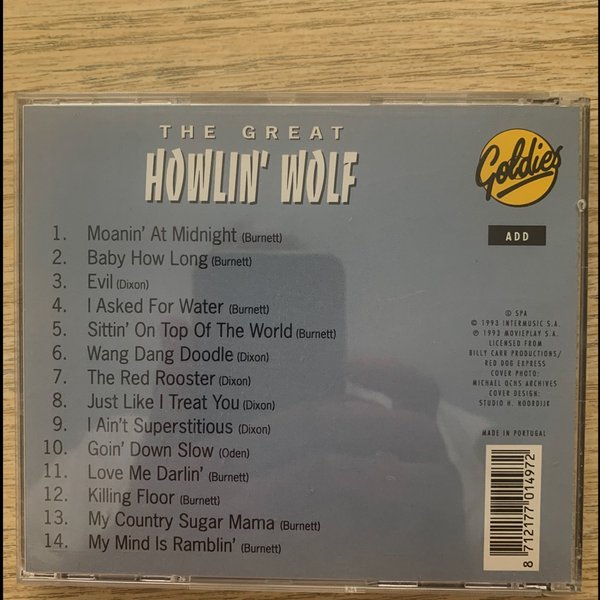 THE GREAT
HOWLIN' WOLF
Goldies
ADD
1. Moanin' At Midnight (Burnett)
2. Baby How Long (Burnett)
3. Evil (Dixon)
4. I Asked For Water (Burnett)
5. Sittin' On Top Of The World (Burnett)
6. Wang Dang Doodle (Dixon)
7. The Red Rooster (Dixon)
8. Just Like I Treat You (Dixon)
9. I Ain't Superstitious (Dixon)
10. Goin' Down Slow (Oden)
11. Love Me Darlin' (Burnett)
12. Killing Floor (Burnett)
13. My Country Sugar Mama (Burnett)
14. My Mind Is Ramblin' (Burnett)
® SPA
© 1993 INTERMUSIC S.A.
℗ 1993 MOVIEPLAY S.A.
LICENSED FROM
BILLY CARR PRODUCTIONS/
RED DOG EXPRESS
COVER PHOTO:
MICHAEL OCHS ARCHIVES
COVER DESIGN:
STUDIO H. NOORDIJK
MADE IN PORTUGAL
8 712177 014972